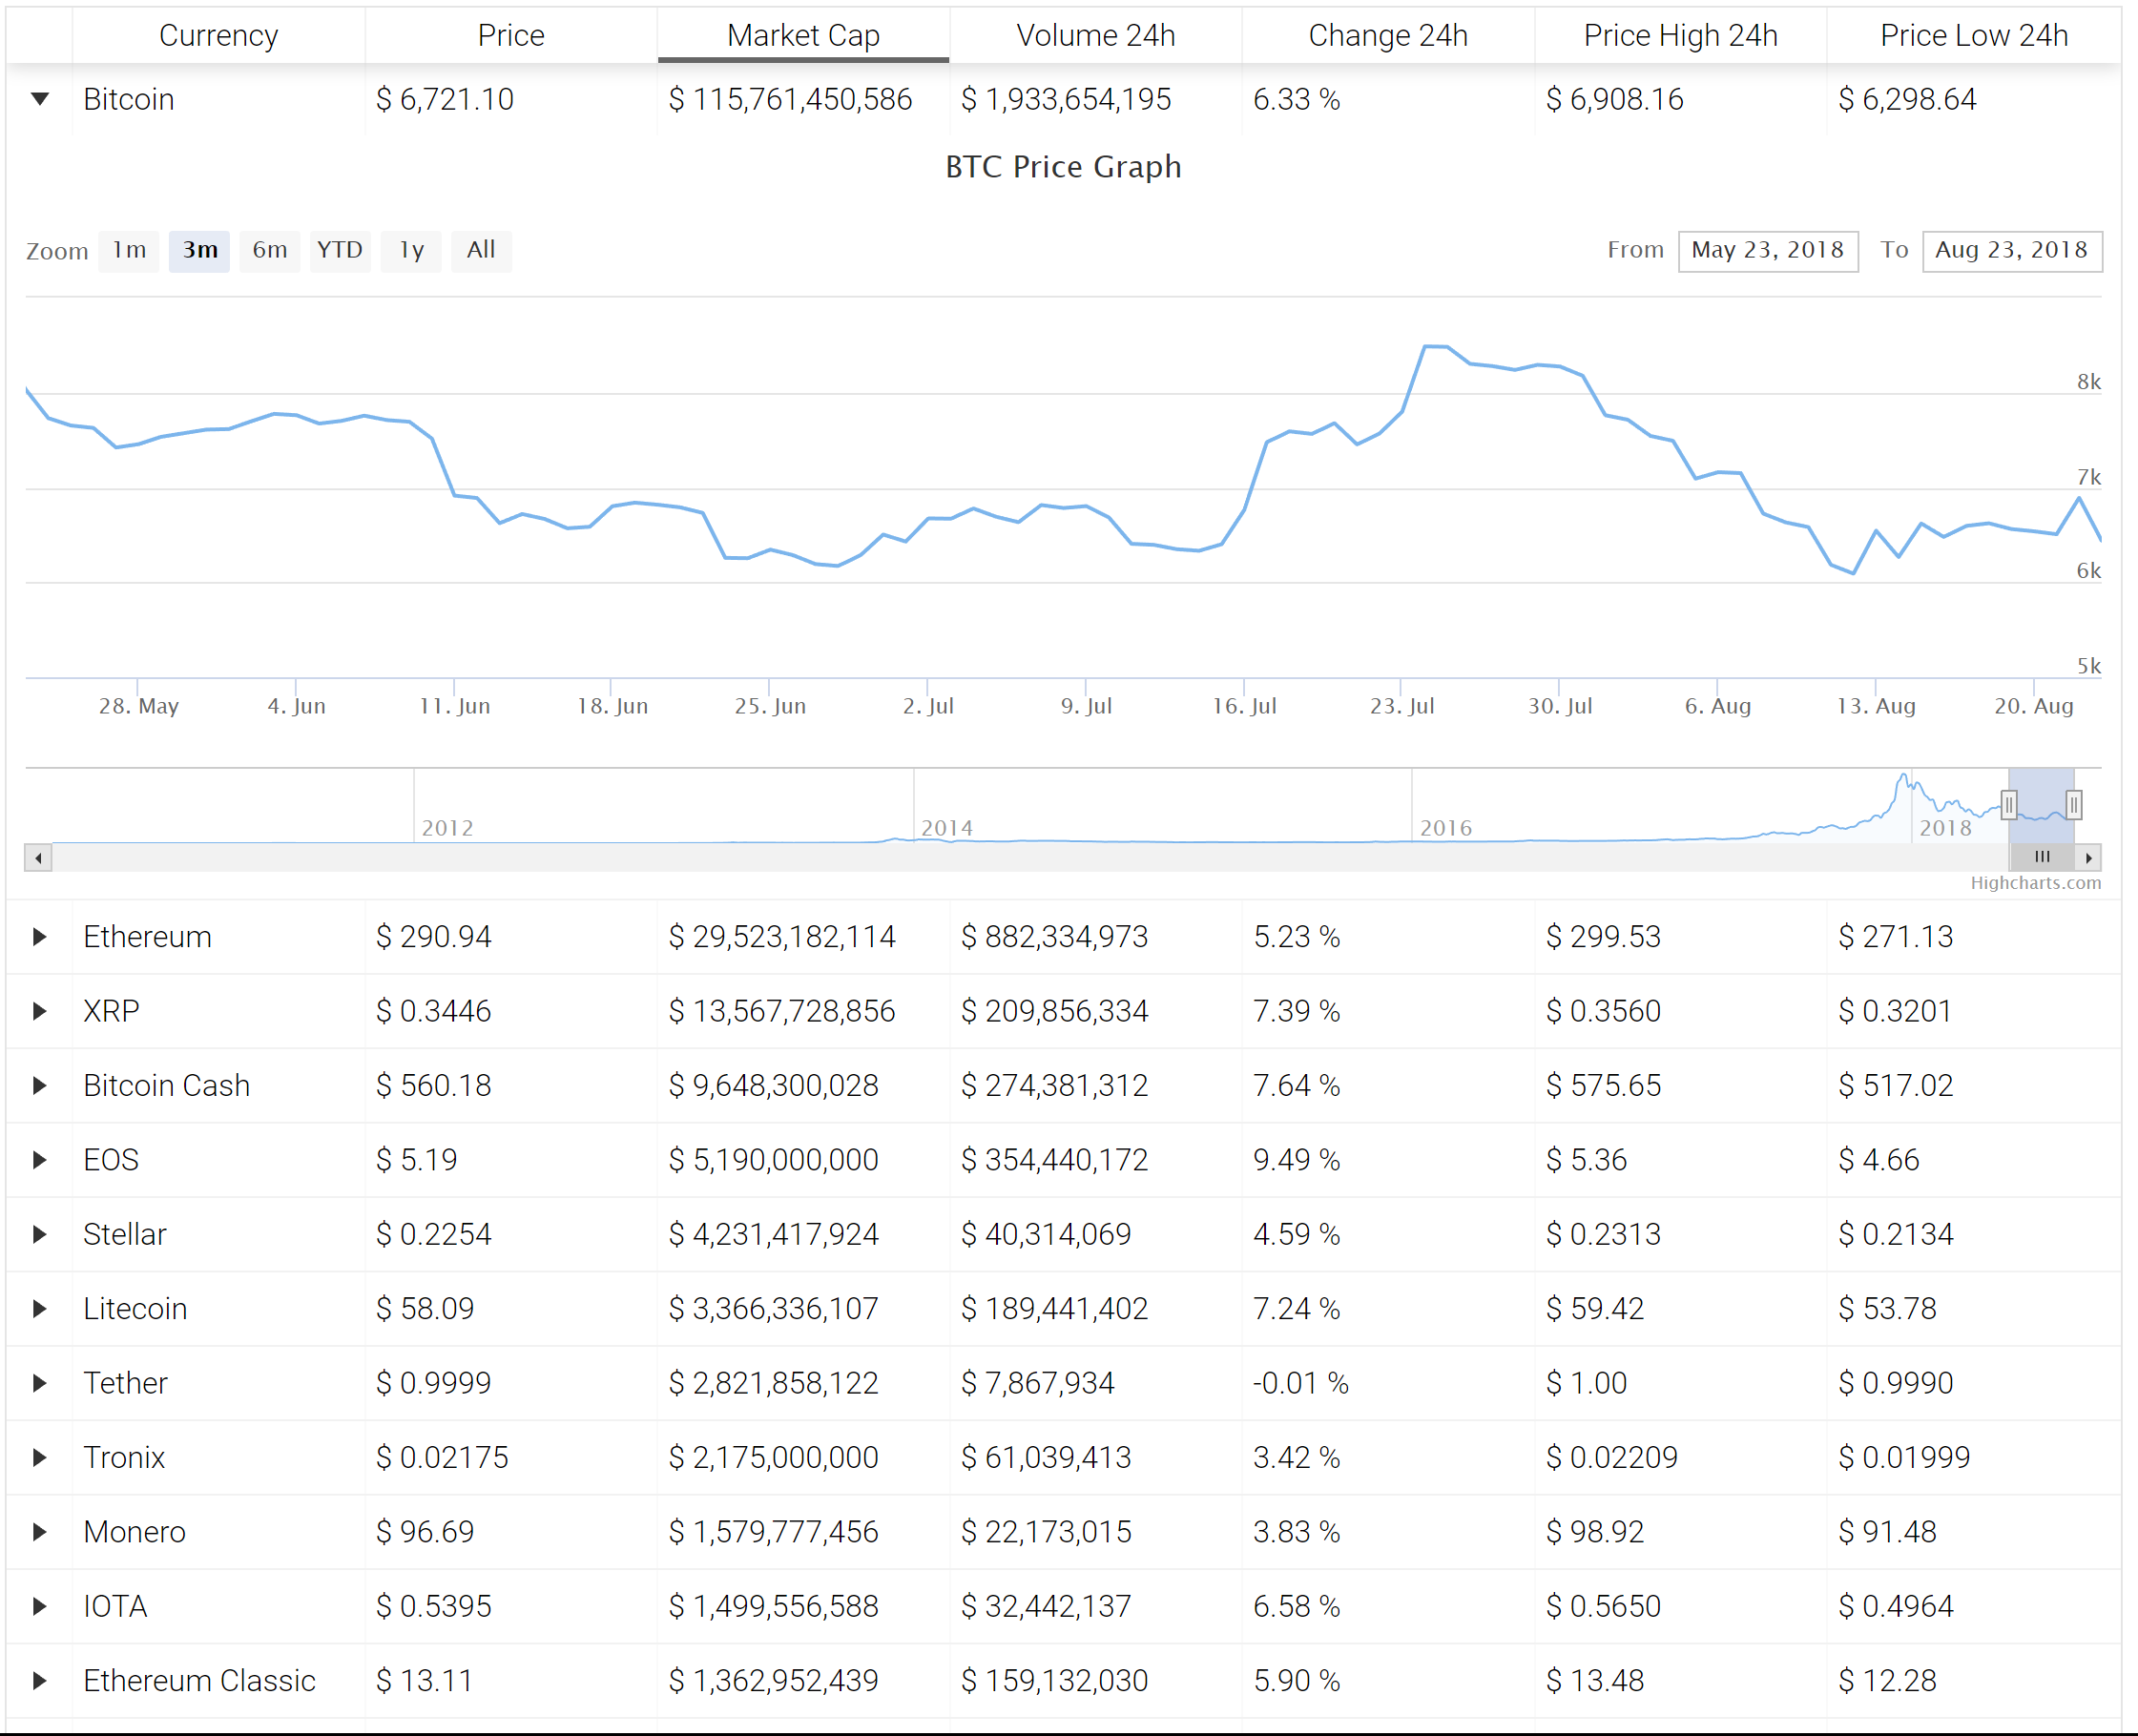 Currency Price Market Cap Volume 24h Change 24h Price High 24h Price Low 24h
Bitcoin $ 6,721.10 $ 115,761,450,586 $ 1,933,654,195 6.33 % $ 6,908.16 $ 6,298.64
BTC Price Graph
Zoom 1m 3m 6m YTD 1y All From May 23, 2018 To Aug 23, 2018
8k
7k
6k
5k
28. May 4. Jun 11. Jun 18. Jun 25. Jun 2. Jul 9. Jul 16. Jul 23. Jul 30. Jul 6. Aug 13. Aug 20. Aug
2012 2014 2016 2018
Highcharts.com
Ethereum $ 290.94 $ 29,523,182,114 $ 882,334,973 5.23 % $ 299.53 $ 271.13
XRP $ 0.3446 $ 13,567,728,856 $ 209,856,334 7.39 % $ 0.3560 $ 0.3201
Bitcoin Cash $ 560.18 $ 9,648,300,028 $ 274,381,312 7.64 % $ 575.65 $ 517.02
EOS $ 5.19 $ 5,190,000,000 $ 354,440,172 9.49 % $ 5.36 $ 4.66
Stellar $ 0.2254 $ 4,231,417,924 $ 40,314,069 4.59 % $ 0.2313 $ 0.2134
Litecoin $ 58.09 $ 3,366,336,107 $ 189,441,402 7.24 % $ 59.42 $ 53.78
Tether $ 0.9999 $ 2,821,858,122 $ 7,867,934 -0.01 % $ 1.00 $ 0.9990
Tronix $ 0.02175 $ 2,175,000,000 $ 61,039,413 3.42 % $ 0.02209 $ 0.01999
Monero $ 96.69 $ 1,579,777,456 $ 22,173,015 3.83 % $ 98.92 $ 91.48
IOTA $ 0.5395 $ 1,499,556,588 $ 32,442,137 6.58 % $ 0.5650 $ 0.4964
Ethereum Classic $ 13.11 $ 1,362,952,439 $ 159,132,030 5.90 % $ 13.48 $ 12.28